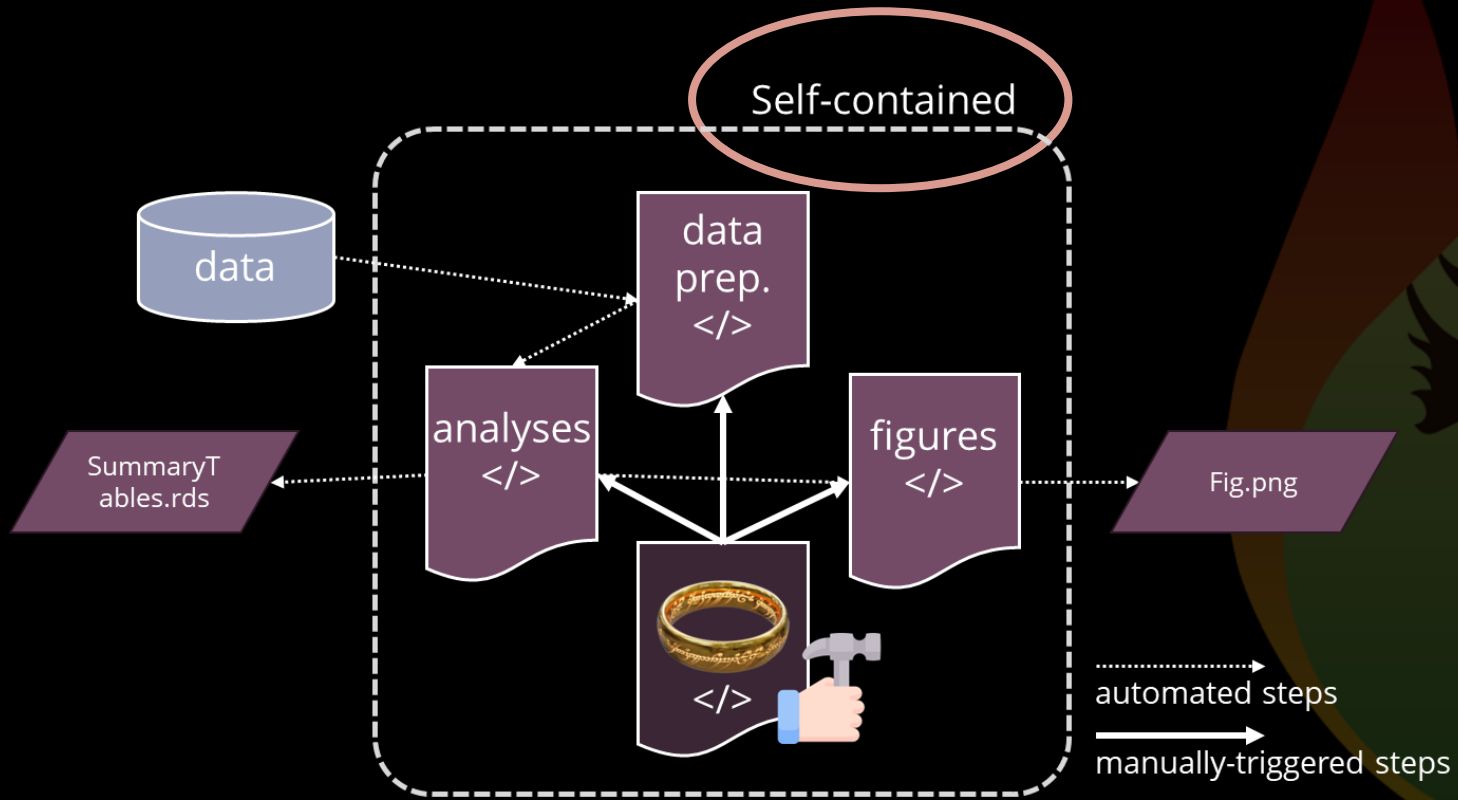 Self-contained
data
data
prep.
</>
analyses
</>
figures
</>
SummaryT
ables.rds
Fig.png
</>
automated steps
manually-triggered steps